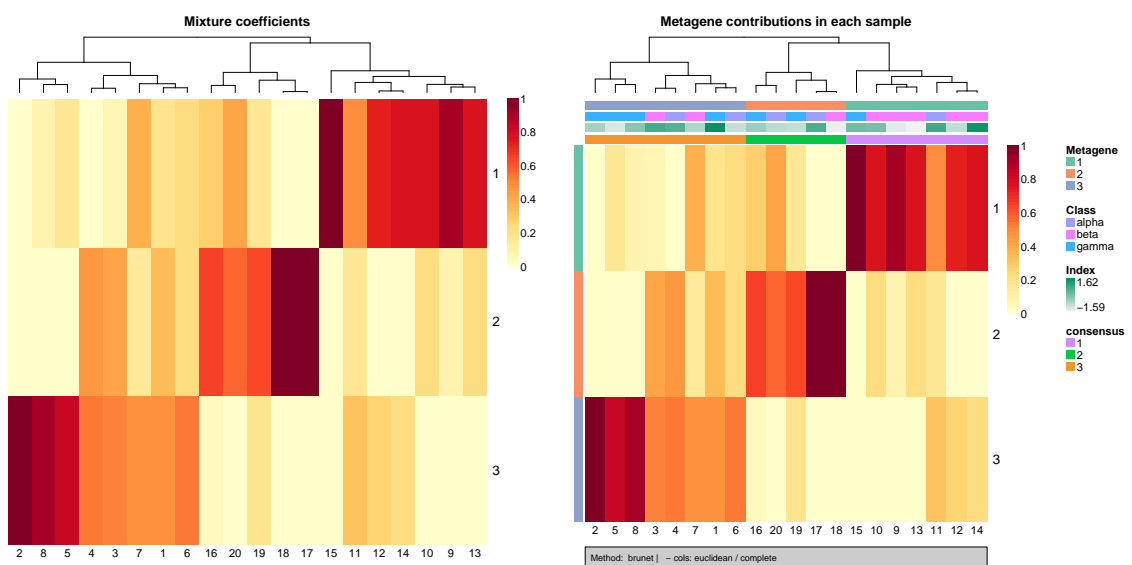 Mixture coefficients
1
0.8
0.6
0.4
0.2
0
1
2
3
2 8 5 4 3 7 1 6 16 20 19 18 17 15 11 12 14 10 9 13
Metagene contributions in each sample
1
0.8
0.6
0.4
0.2
0
1
2
3
2 5 8 3 4 7 1 6 16 20 19 17 18 15 10 9 13 11 12 14
Method: brunet | ~ cols: euclidean / complete
Metagene
1
2
3
Class
alpha
beta
gamma
Index
1.62
−1.59
consensus
1
2
3